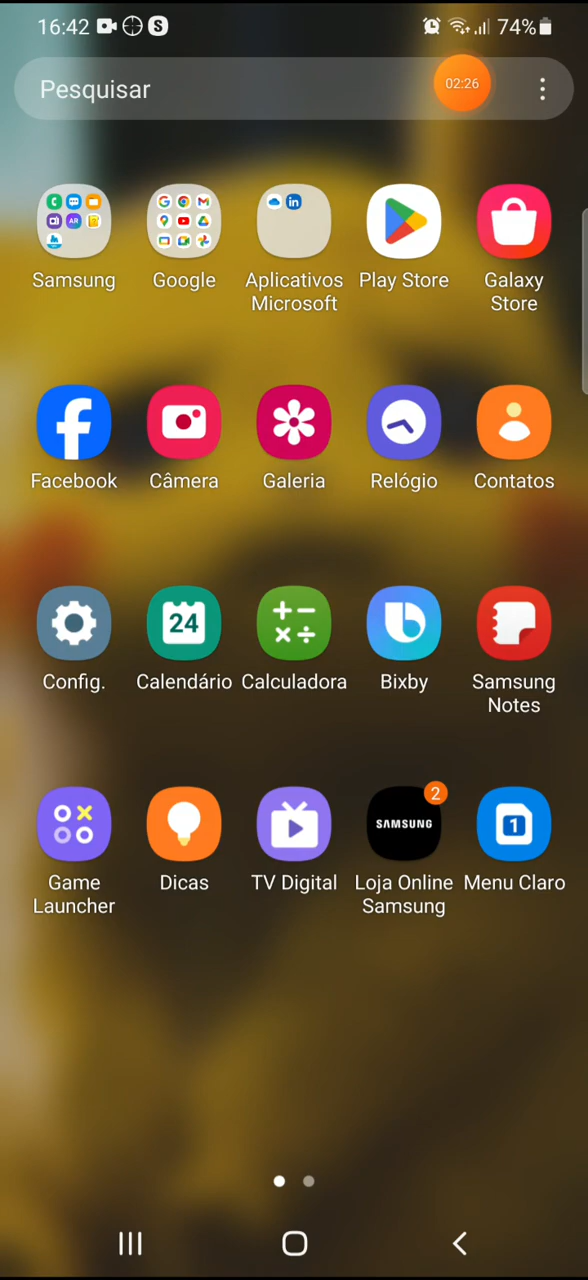 16:42 S 74%
Pesquisar 02:26
AR in
Samsung Google Aplicativos Microsoft Play Store Galaxy Store
Facebook Câmera Galeria Relógio Contatos
24
Config. Calendário Calculadora Bixby Samsung Notes
2
SAMSUNG 1
Game Launcher Dicas TV Digital Loja Online Samsung Menu Claro